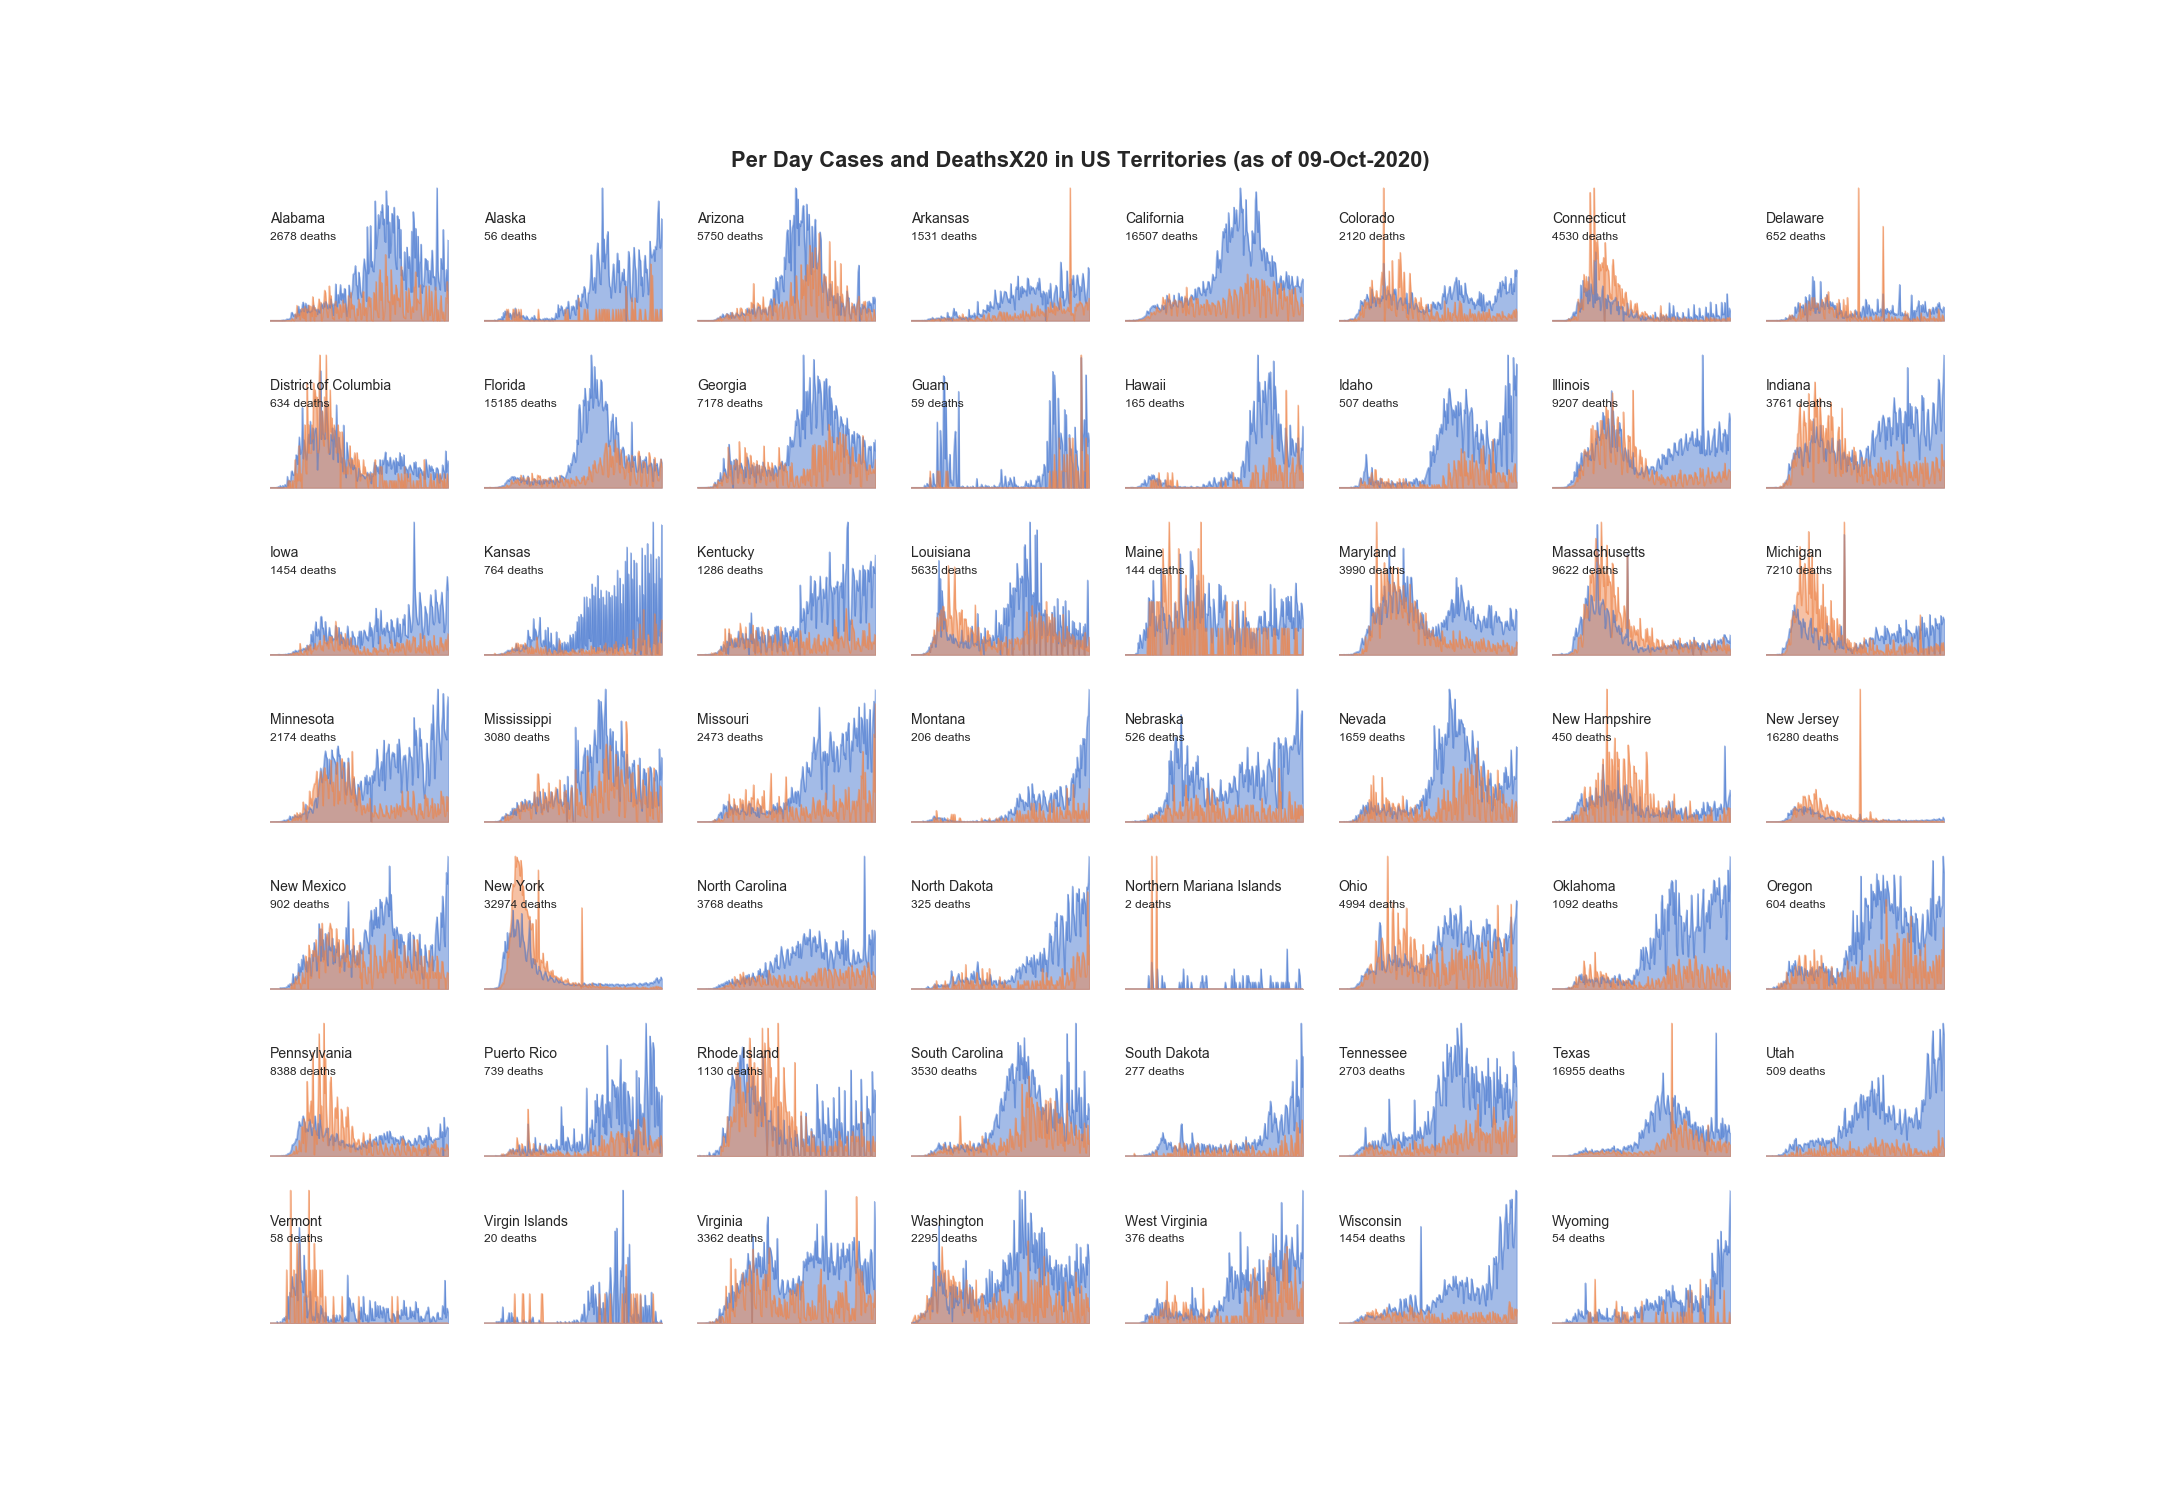 Per Day Cases and DeathsX20 in US Territories (as of 09-Oct-2020)
Alabama
2678 deaths
Alaska
56 deaths
Arizona
5750 deaths
Arkansas
1531 deaths
California
16507 deaths
Colorado
2120 deaths
Connecticut
4530 deaths
Delaware
652 deaths
District of Columbia
634 deaths
Florida
15185 deaths
Georgia
7178 deaths
Guam
59 deaths
Hawaii
165 deaths
Idaho
507 deaths
Illinois
9207 deaths
Indiana
3761 deaths
Iowa
1454 deaths
Kansas
764 deaths
Kentucky
1286 deaths
Louisiana
5635 deaths
Maine
144 deaths
Maryland
3990 deaths
Massachusetts
9622 deaths
Michigan
7210 deaths
Minnesota
2174 deaths
Mississippi
3080 deaths
Missouri
2473 deaths
Montana
206 deaths
Nebraska
526 deaths
Nevada
1659 deaths
New Hampshire
450 deaths
New Jersey
16280 deaths
New Mexico
902 deaths
New York
32974 deaths
North Carolina
3768 deaths
North Dakota
325 deaths
Northern Mariana Islands
2 deaths
Ohio
4994 deaths
Oklahoma
1092 deaths
Oregon
604 deaths
Pennsylvania
8388 deaths
Puerto Rico
739 deaths
Rhode Island
1130 deaths
South Carolina
3530 deaths
South Dakota
277 deaths
Tennessee
2703 deaths
Texas
16955 deaths
Utah
509 deaths
Vermont
58 deaths
Virgin Islands
20 deaths
Virginia
3362 deaths
Washington
2295 deaths
West Virginia
376 deaths
Wisconsin
1454 deaths
Wyoming
54 deaths